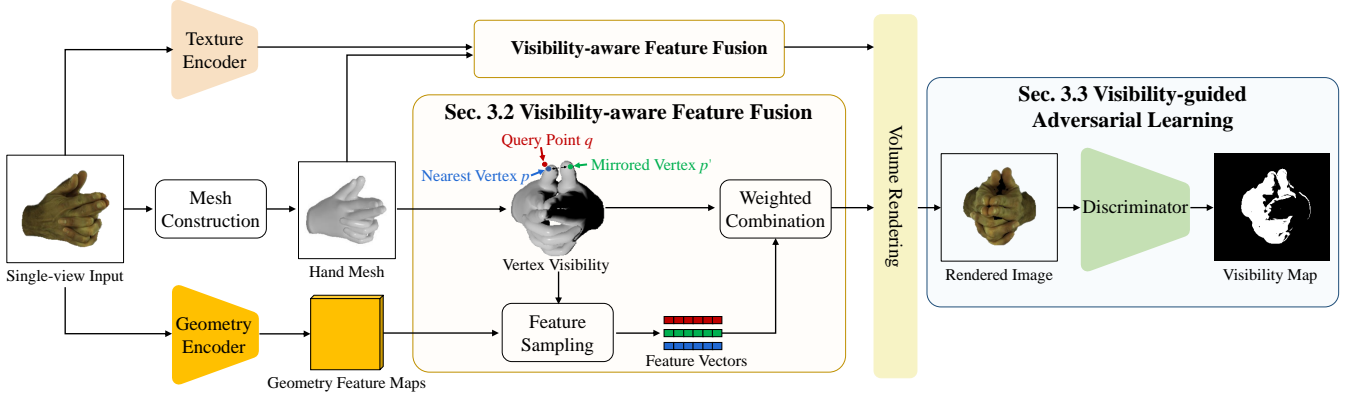 Texture
Encoder
Visibility-aware Feature Fusion
Single-view Input
Mesh
Construction
Hand Mesh
Geometry
Encoder
Geometry Feature Maps
Sec. 3.2 Visibility-aware Feature Fusion
Query Point q
Nearest Vertex p
Mirrored Vertex p'
Vertex Visibility
Weighted
Combination
Feature
Sampling
Feature Vectors
Volume Rendering
Sec. 3.3 Visibility-guided
Adversarial Learning
Rendered Image
Discriminator
Visibility Map